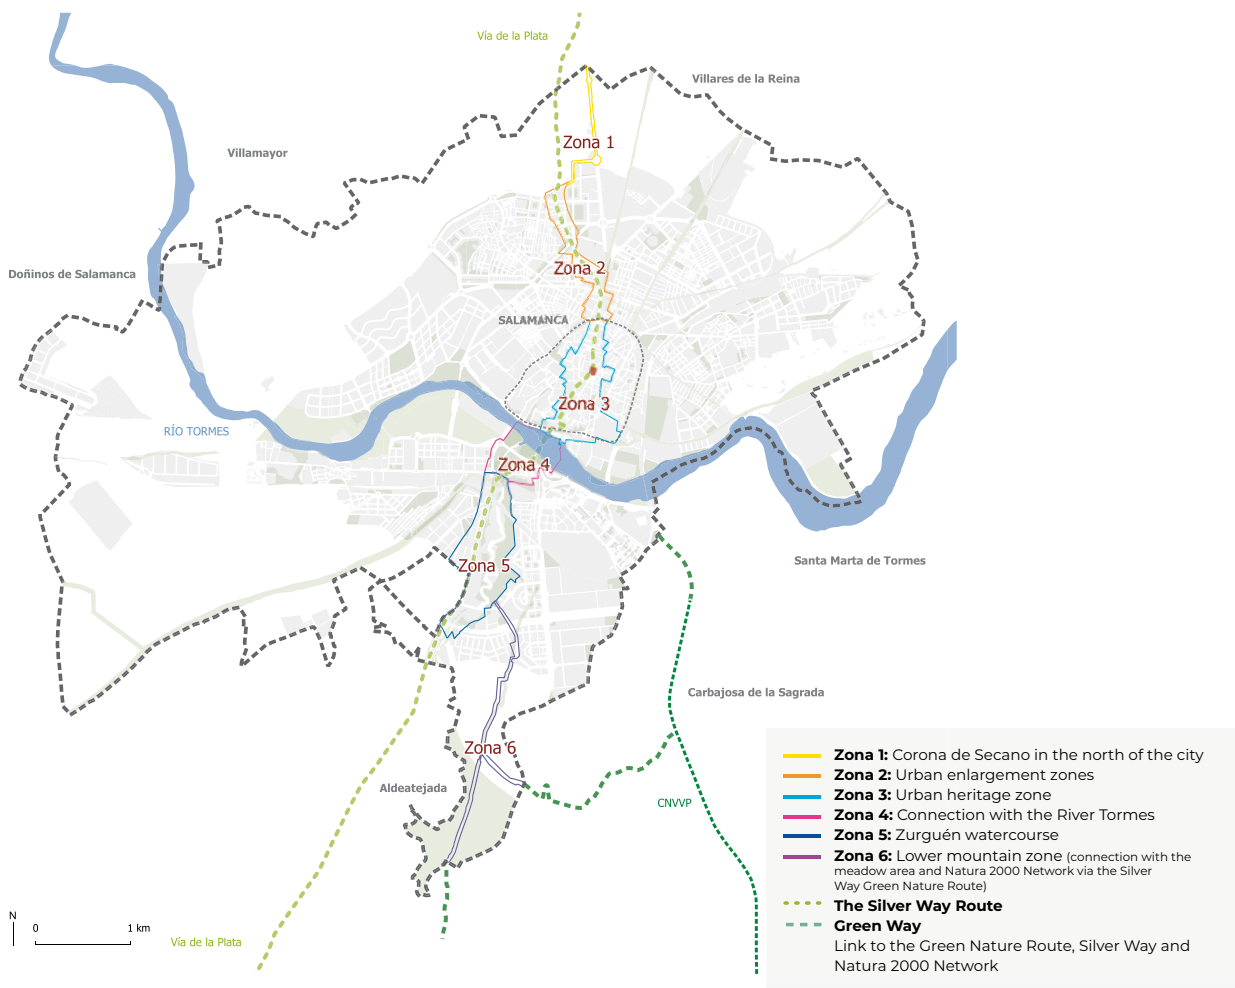 Vía de la Plata
Villares de la Reina
Zona 1
Villamayor
Zona 2
Doñinos de Salamanca
SALAMANCA
Zona 3
RÍO TORMES
Zona 4
Santa Marta de Tormes
Zona 5
Carbajosa de la Sagrada
Zona 6
Aldeatejada
CNVVP
Zona 1: Corona de Secano in the north of the city
Zona 2: Urban enlargement zones
Zona 3: Urban heritage zone
Zona 4: Connection with the River Tormes
Zona 5: Zurguén watercourse
Zona 6: Lower mountain zone (connection with the
meadow area and Natura 2000 Network via the Silver
Way Green Nature Route)
The Silver Way Route
Green Way
Link to the Green Nature Route, Silver Way and
Natura 2000 Network
N
0 1 km
Vía de la Plata